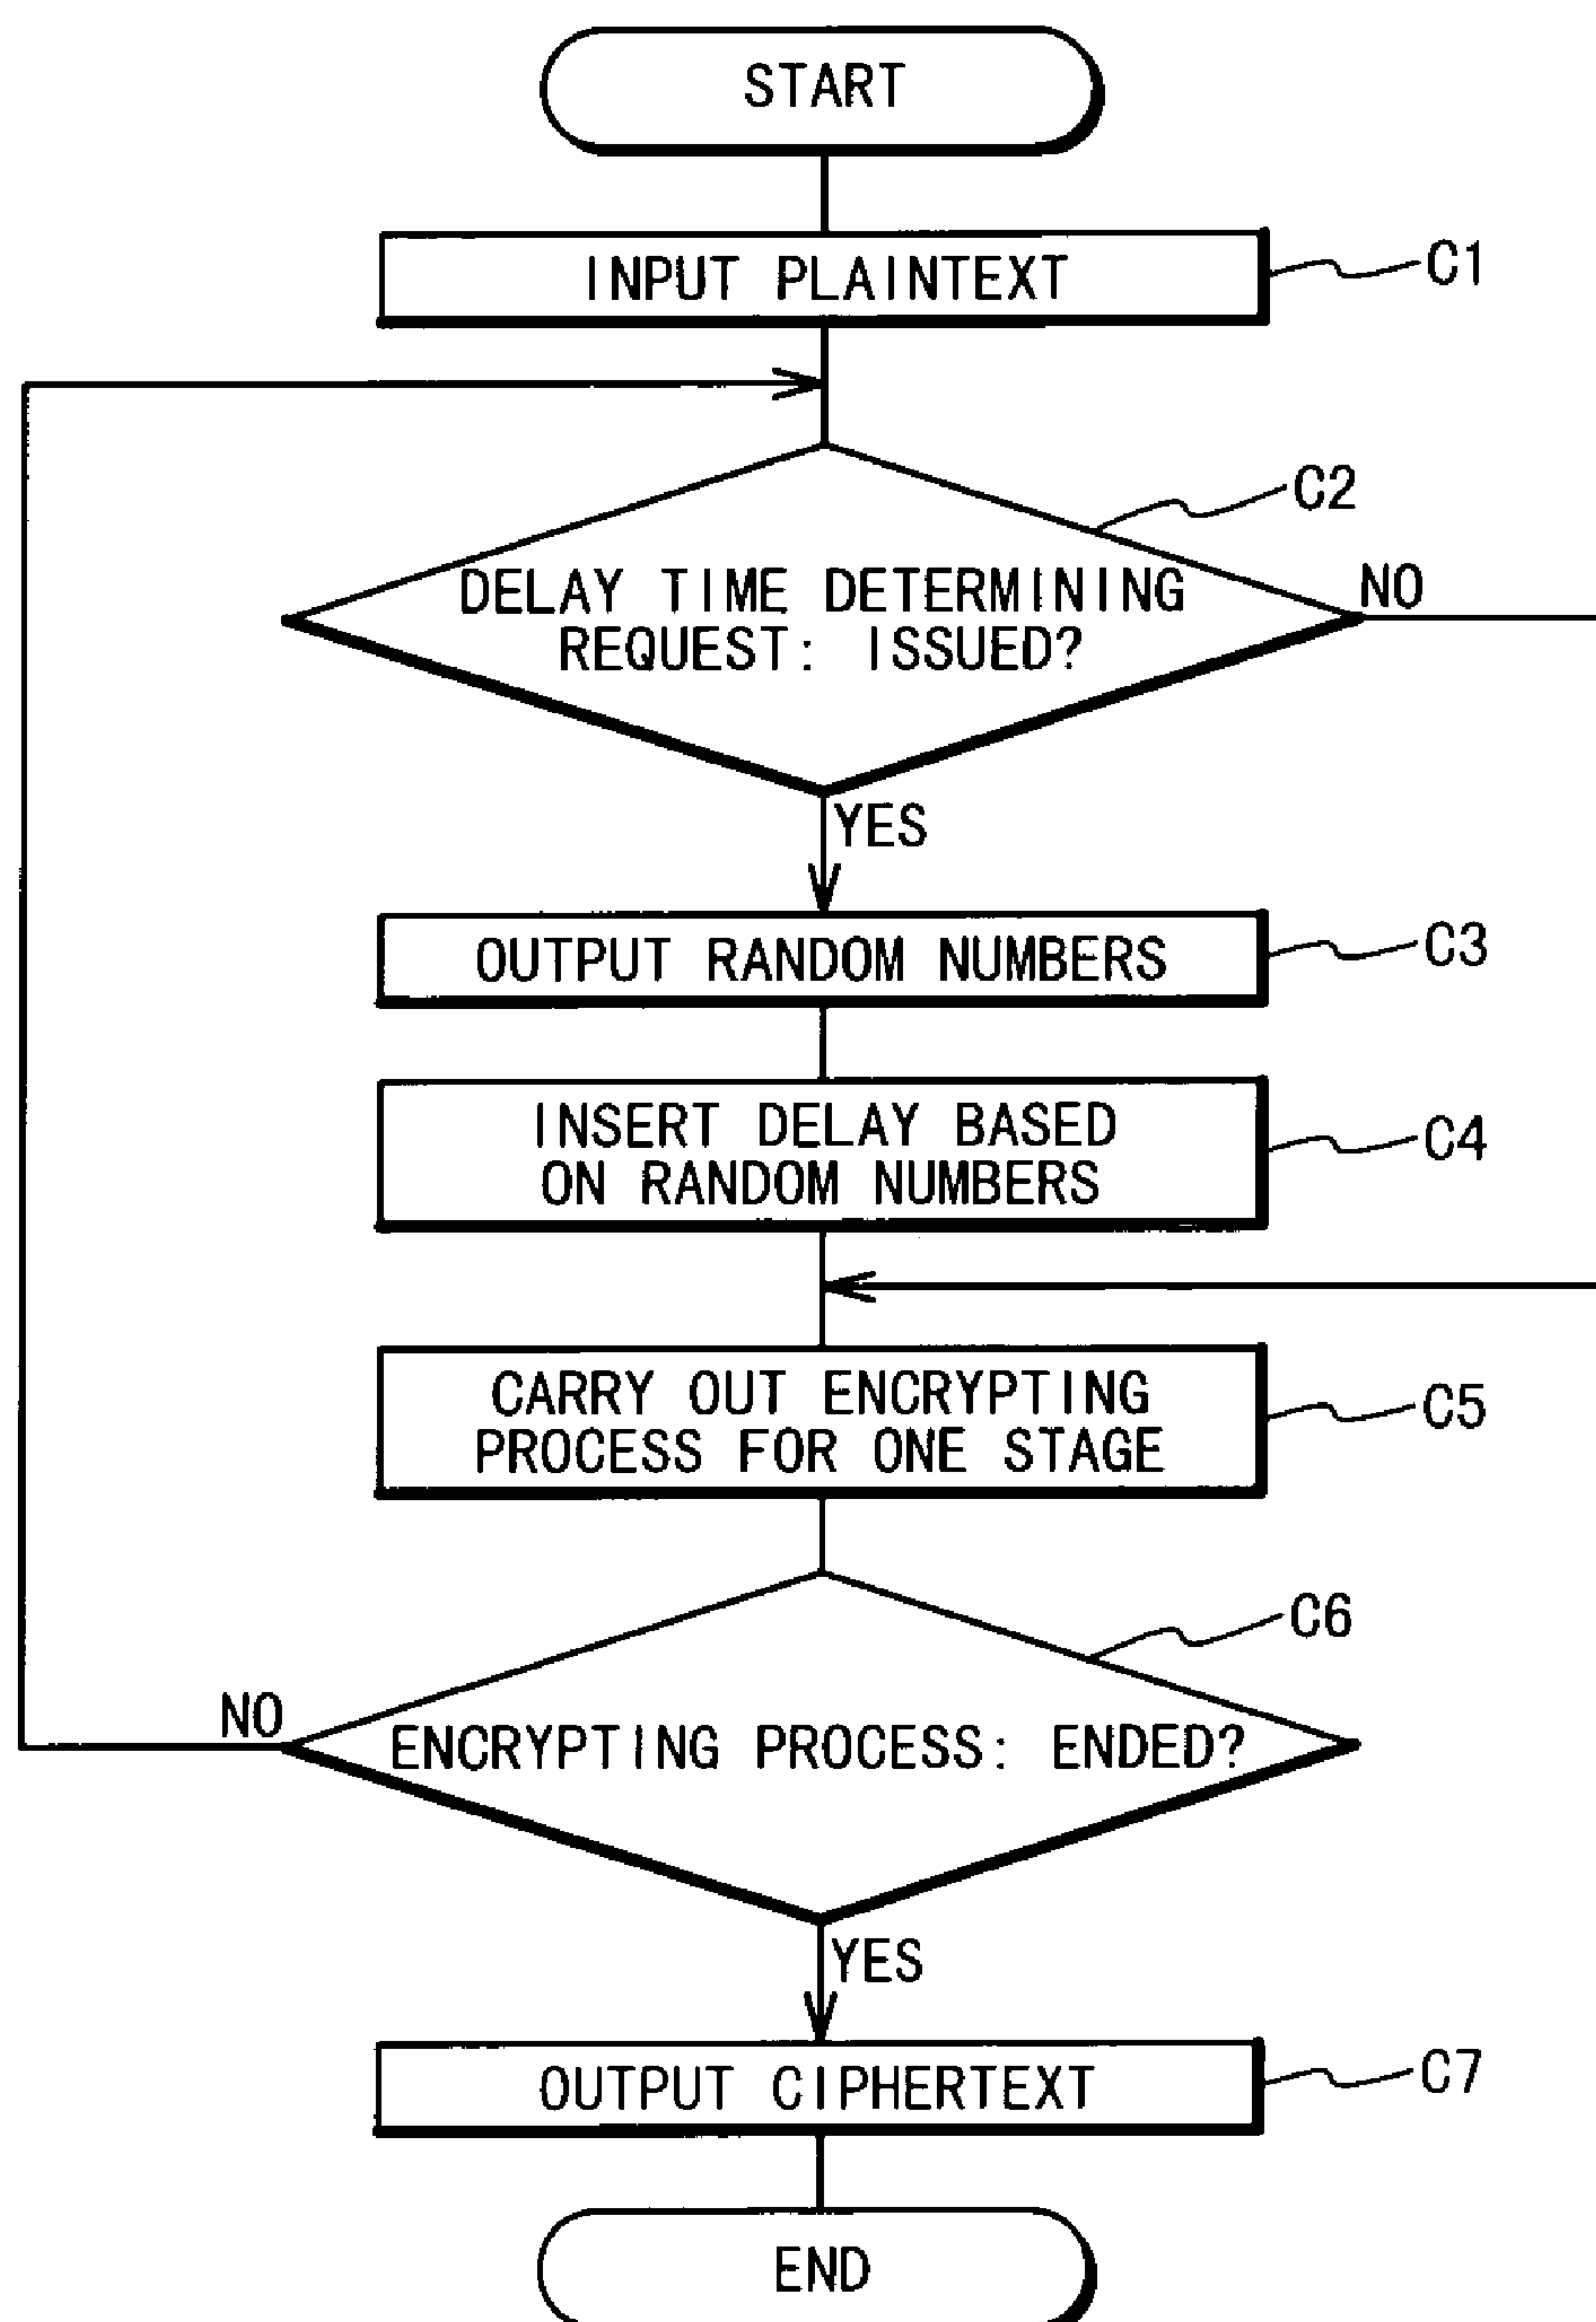 START
INPUT PLAINTEXT
C1
C2
DELAY TIME DETERMINING
REQUEST: ISSUED?
NO
YES
OUTPUT RANDOM NUMBERS
C3
INSERT DELAY BASED
ON RANDOM NUMBERS
C4
CARRY OUT ENCRYPTING
PROCESS FOR ONE STAGE
C5
C6
NO
ENCRYPTING PROCESS: ENDED?
YES
OUTPUT CIPHERTEXT
C7
END